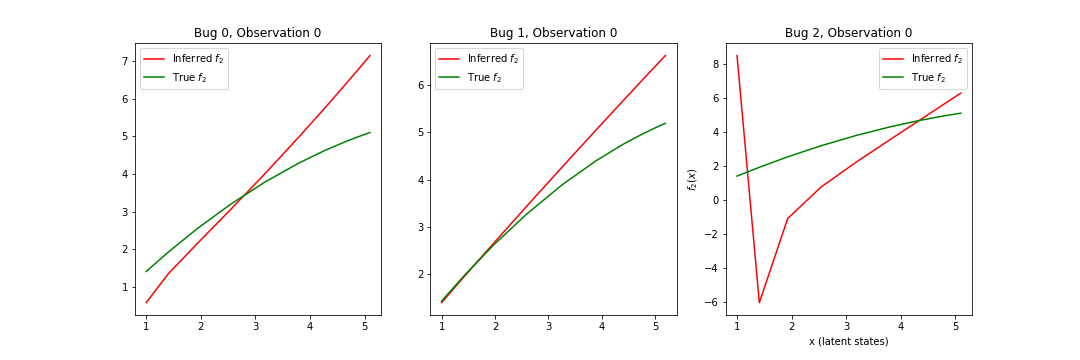 Bug 0, Observation 0
Inferred f₂
True f₂
7
6
5
4
3
2
1
1 2 3 4 5
Bug 1, Observation 0
Inferred f₂
True f₂
6
5
4
3
2
1 2 3 4 5
Bug 2, Observation 0
Inferred f₂
True f₂
f₂(x)
8
6
4
2
0
−2
−4
−6
1 2 3 4 5
x (latent states)